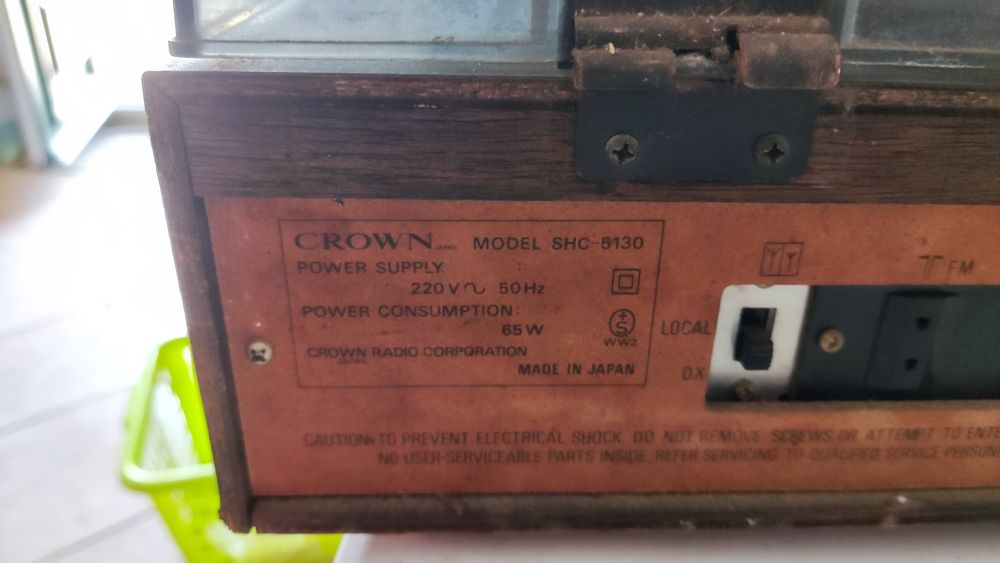 CROWN JAPAN MODEL SHC-5130
POWER SUPPLY
220V~ 50Hz
POWER CONSUMPTION:
65W
WW2
CROWN RADIO CORPORATION
JAPAN
MADE IN JAPAN
FM
LOCAL
DX
CAUTION: TO PREVENT ELECTRICAL SHOCK, DO NOT REMOVE SCREWS OR ATTEMPT TO
NO USER-SERVICEABLE PARTS INSIDE. REFER SERVICING TO QUALIFIED SERVICE